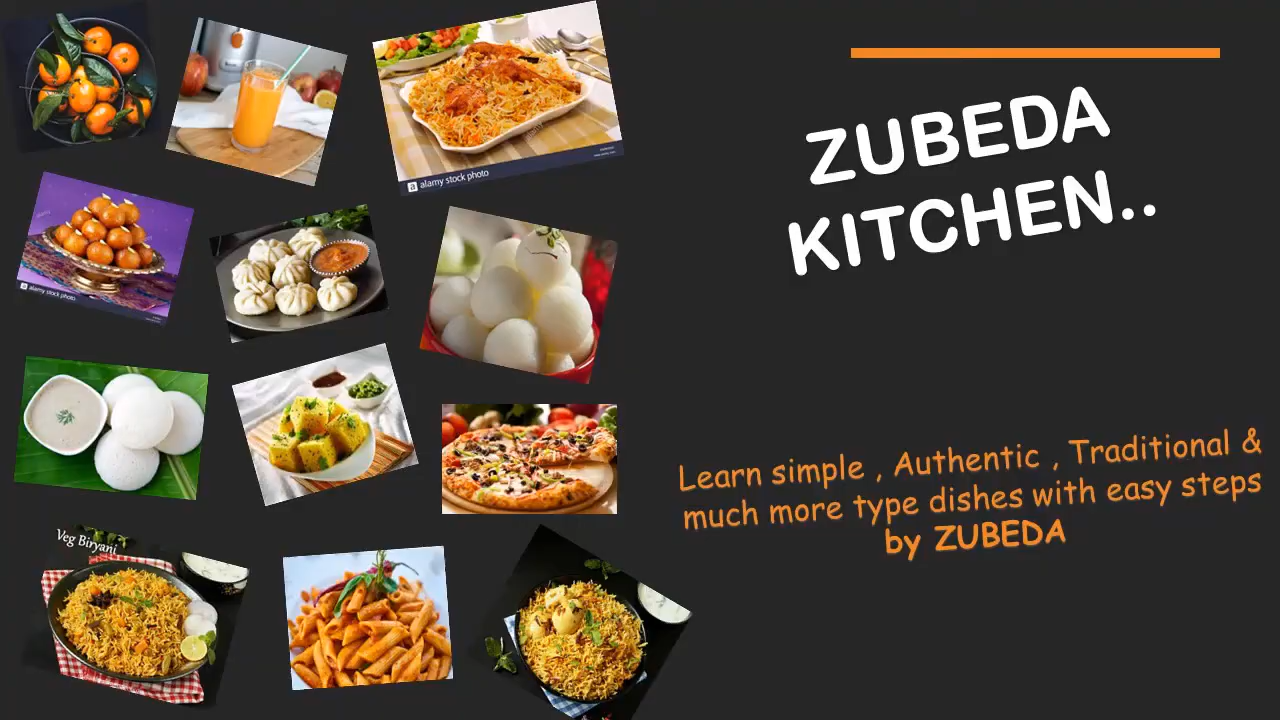 ZUBEDA
KITCHEN..
a alamy stock photo
a alamy stock photo
Learn simple , Authentic , Traditional &
much more type dishes with easy steps
by ZUBEDA
Veg Biryani